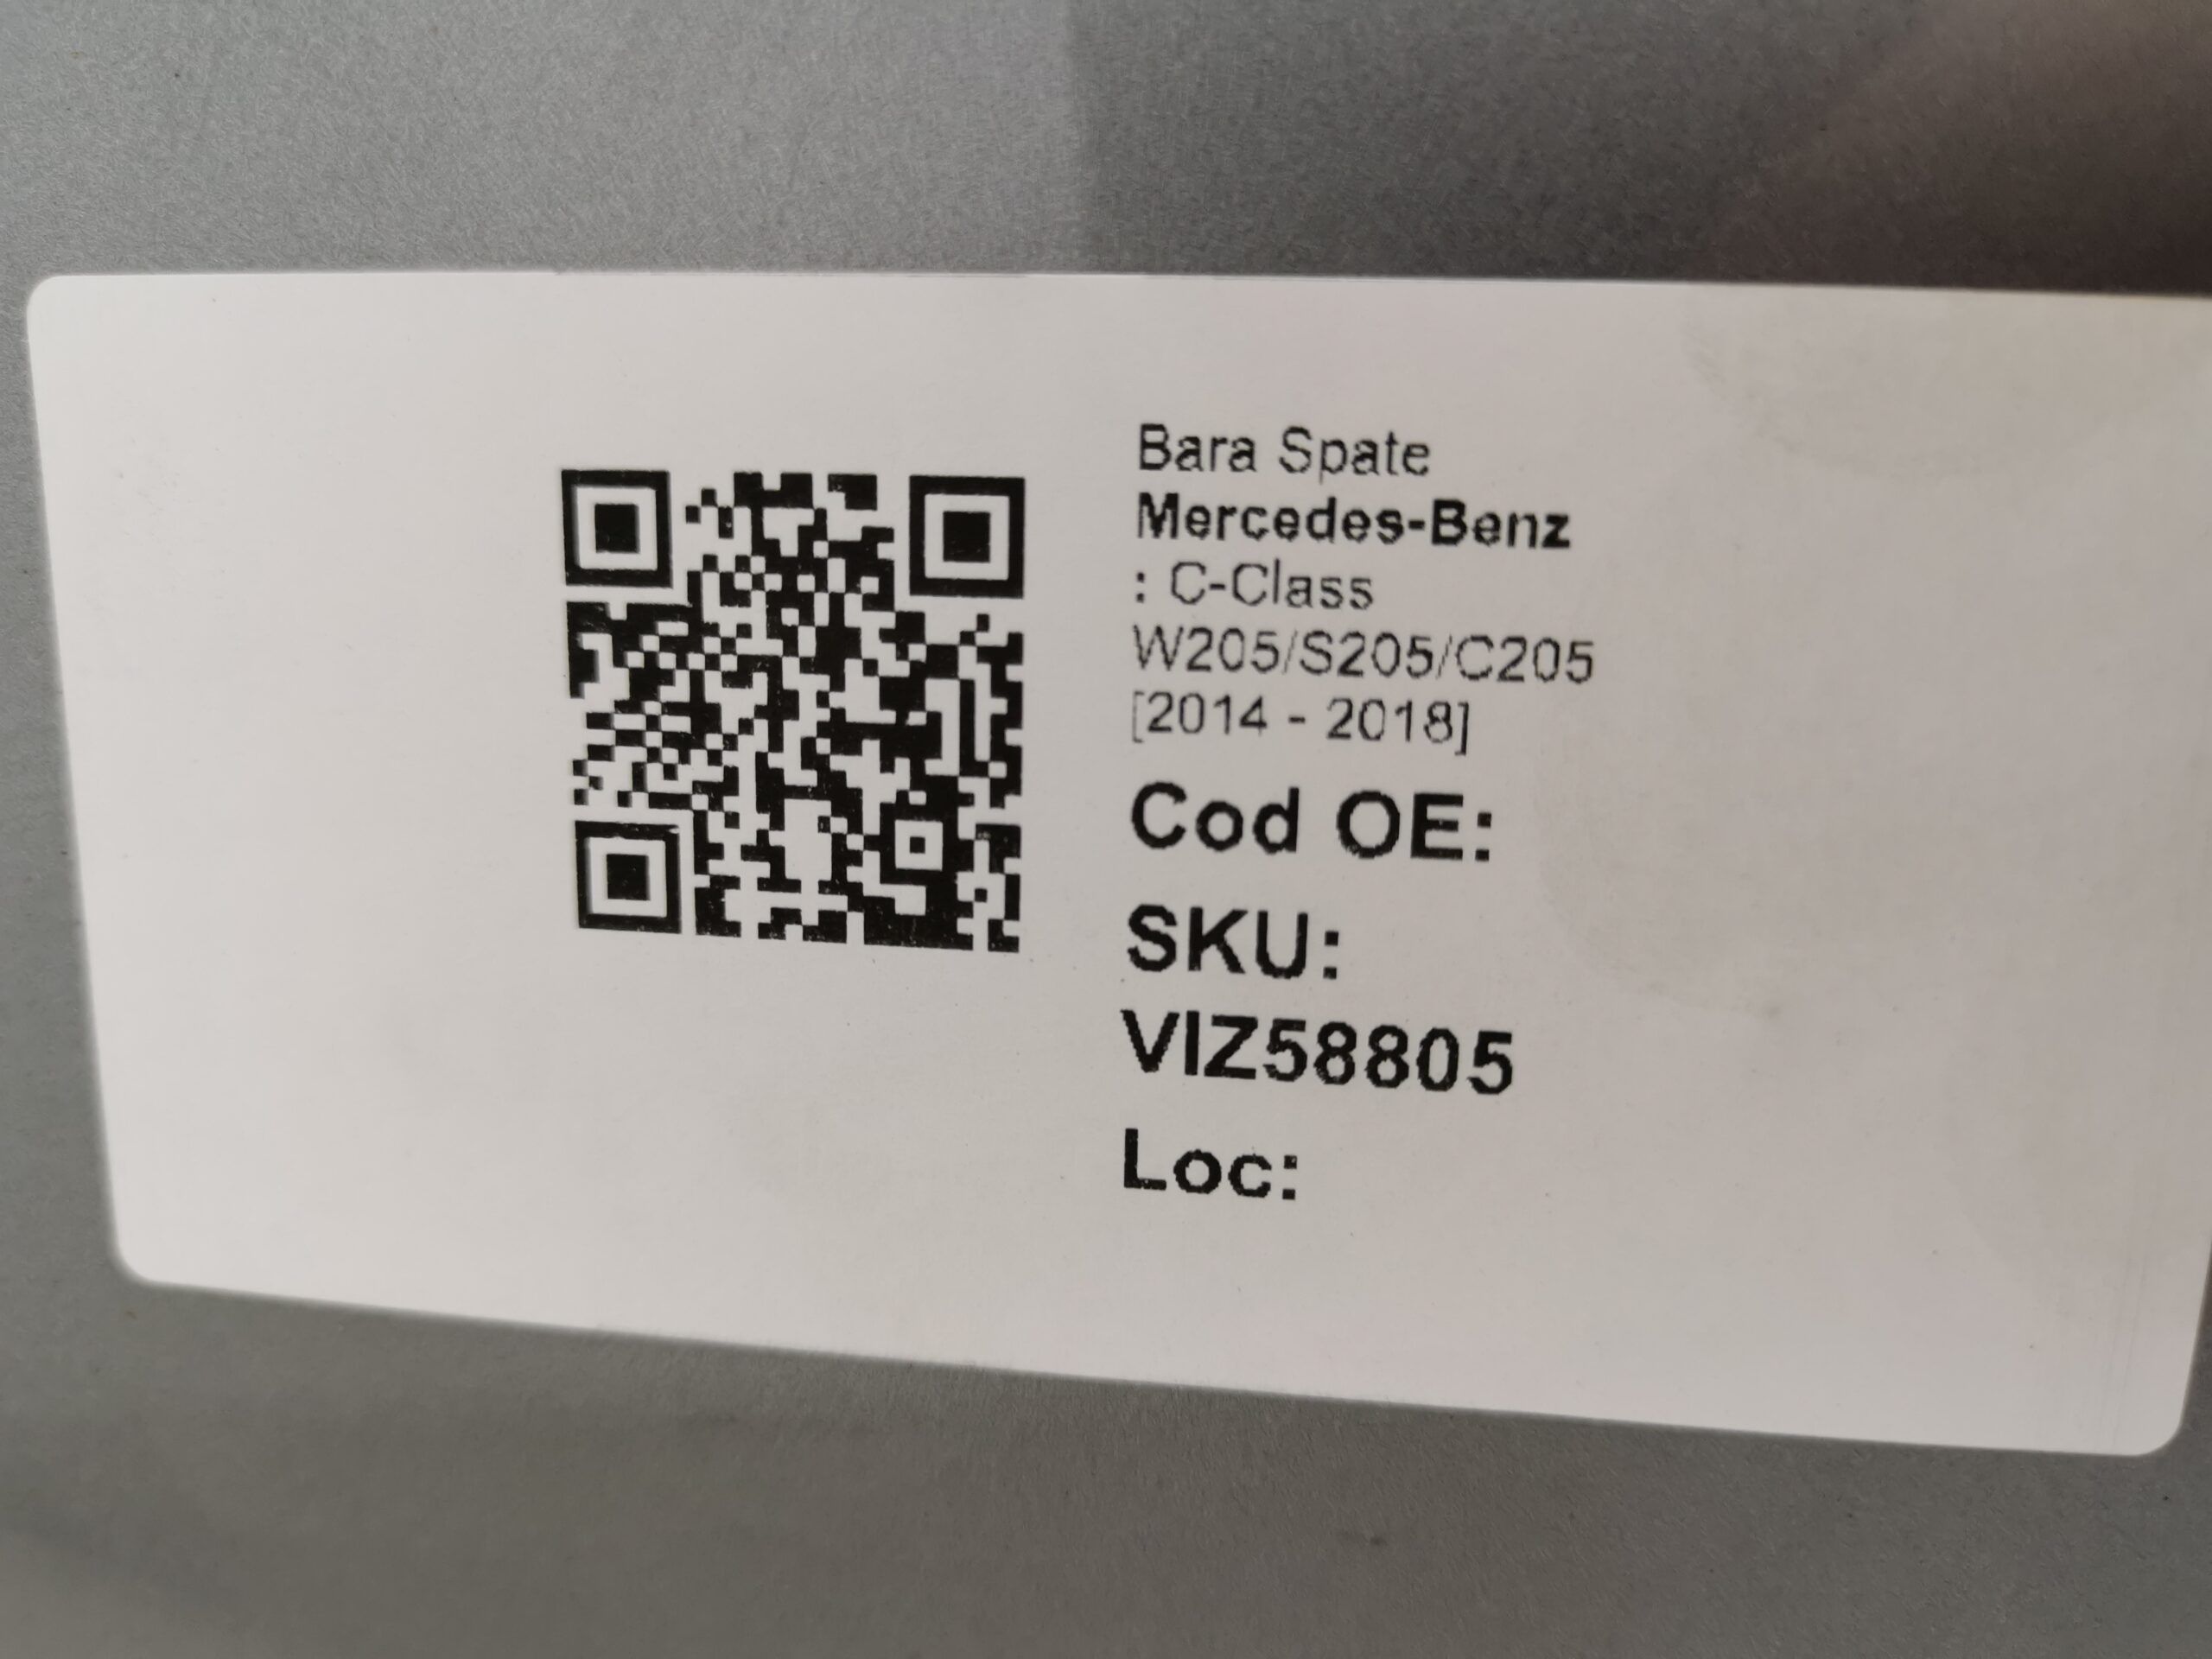 Bara Spate
Mercedes-Benz
: C-Class
W205/S205/C205
[2014 - 2018]
Cod OE:
SKU:
VIZ58805
Loc: